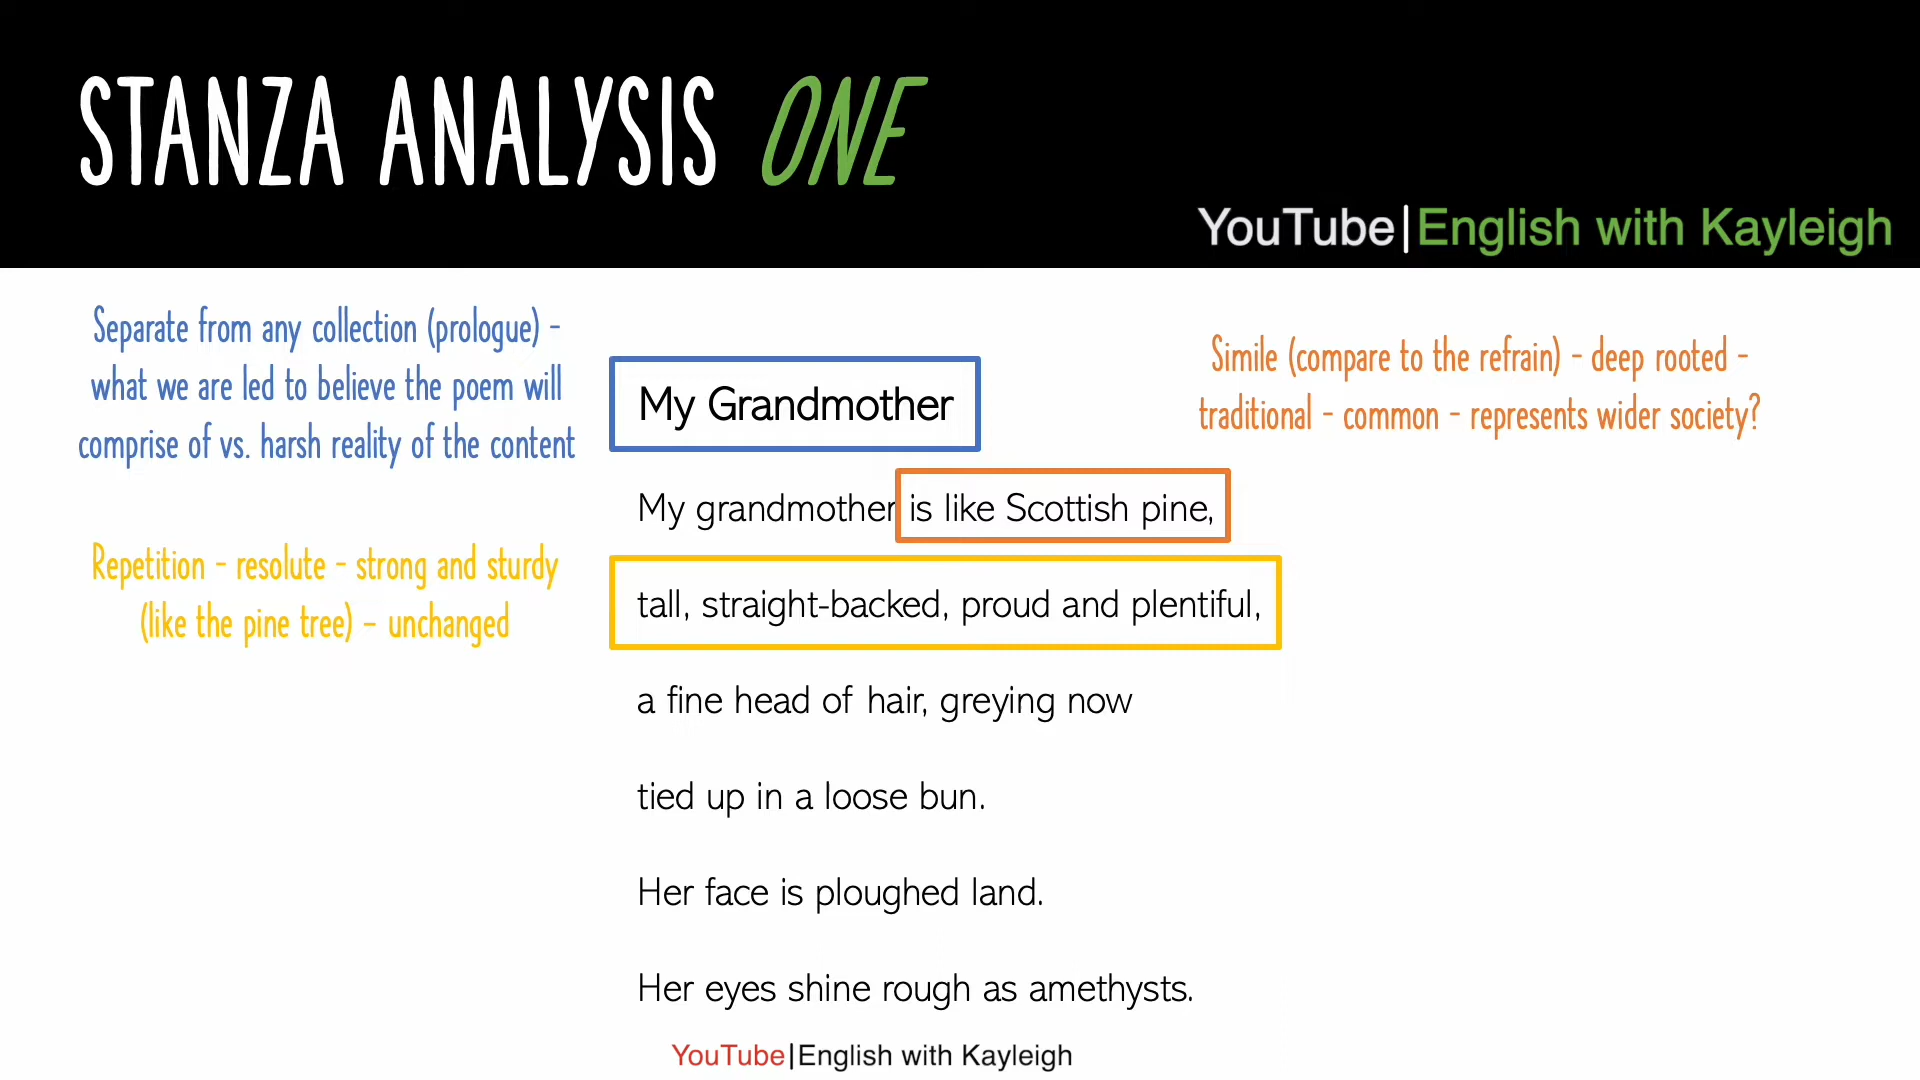 STANZA ANALYSIS ONE
YouTube|English with Kayleigh
Separate from any collection (prologue) -
what we are led to believe the poem will
comprise of vs. harsh reality of the content
Simile (compare to the refrain) - deep rooted -
traditional - common - represents wider society?
Repetition - resolute - strong and sturdy
(like the pine tree) - unchanged
My Grandmother
My grandmother is like Scottish pine,
tall, straight-backed, proud and plentiful,
a fine head of hair, greying now
tied up in a loose bun.
Her face is ploughed land.
Her eyes shine rough as amethysts.
YouTube|English with Kayleigh